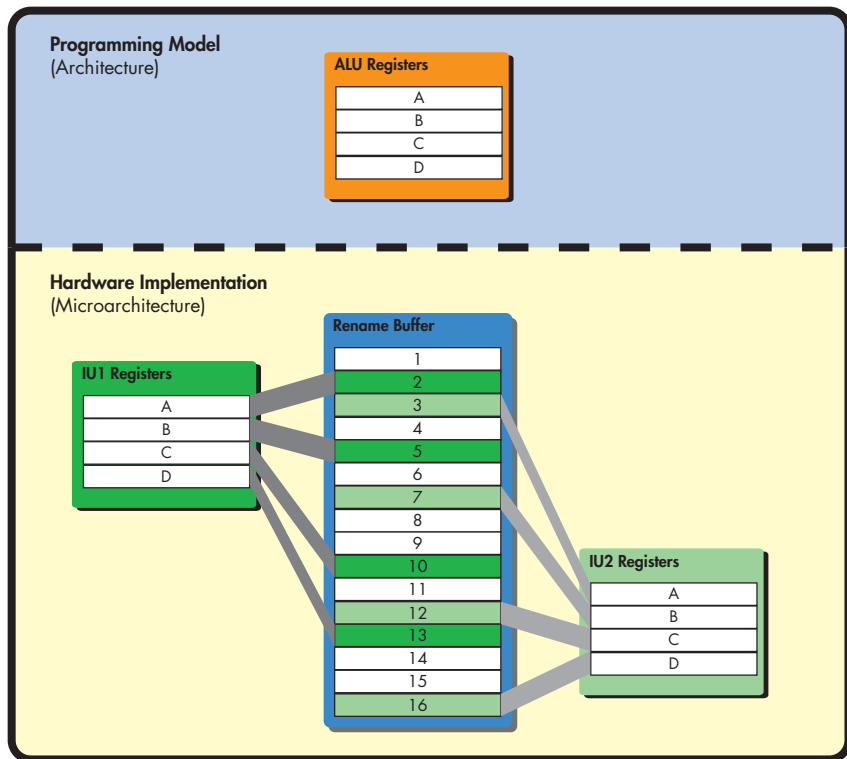 Programming Model
(Architecture)
ALU Registers
A
B
C
D
Hardware Implementation
(Microarchitecture)
Rename Buffer
1
2
3
4
5
6
7
8
9
10
11
12
13
14
15
16
IU1 Registers
A
B
C
D
IU2 Registers
A
B
C
D